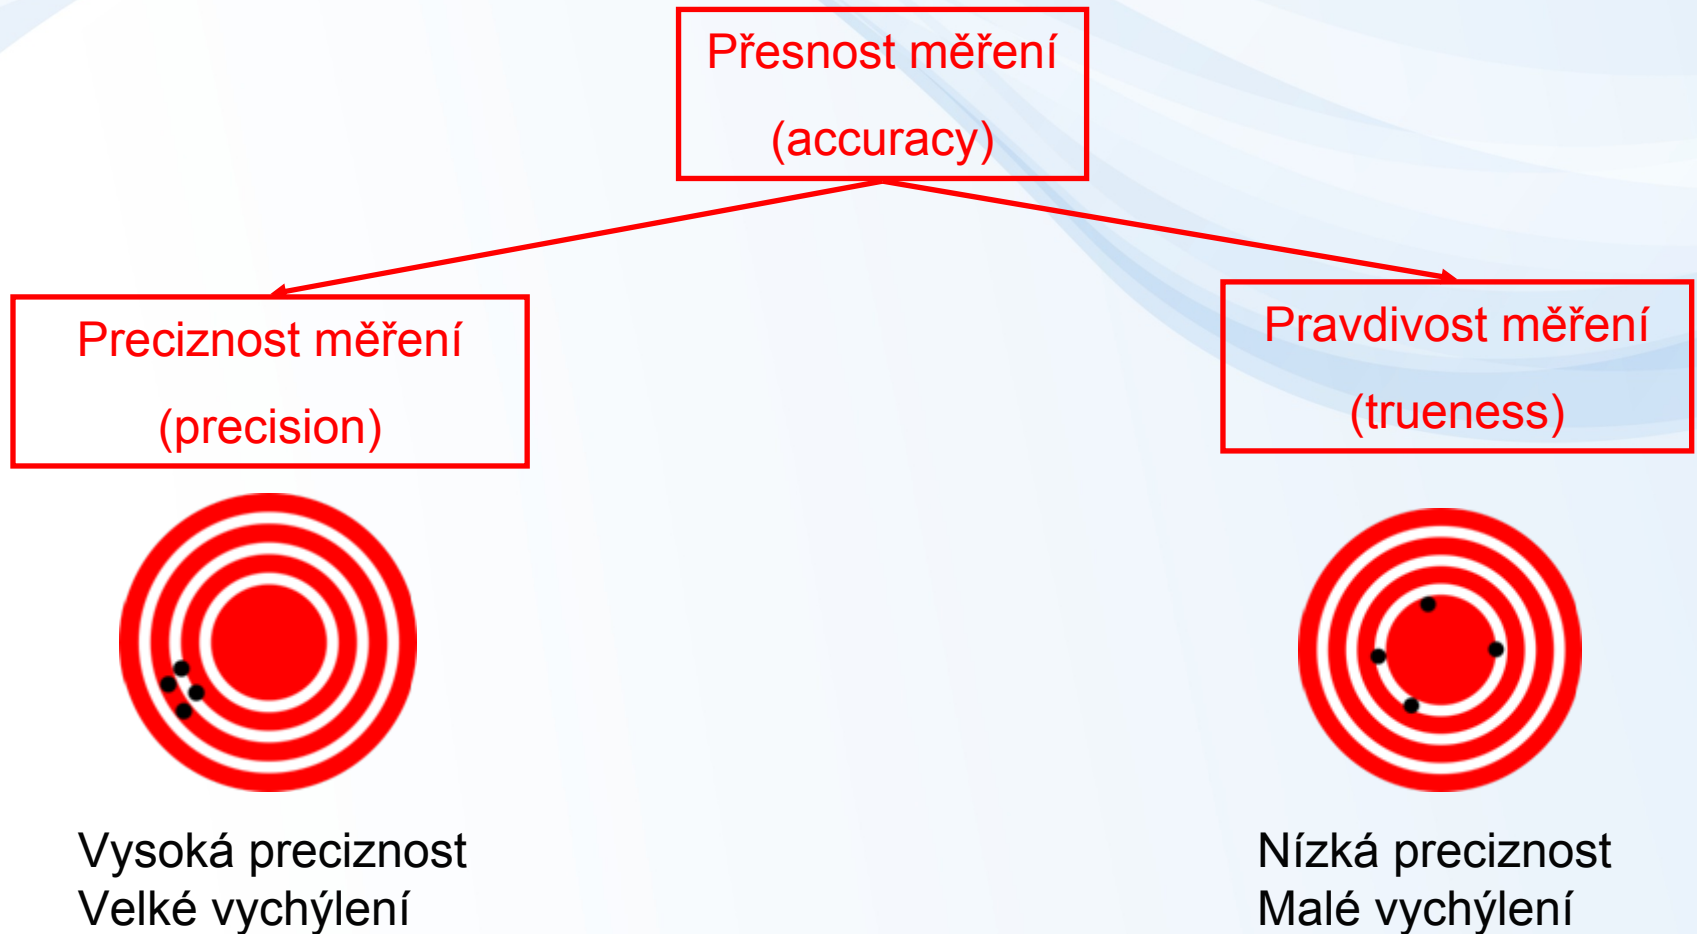 Přesnost měření
(accuracy)
Preciznost měření
(precision)
Pravdivost měření
(trueness)
Vysoká preciznost
Velké vychýlení
Nízká preciznost
Malé vychýlení